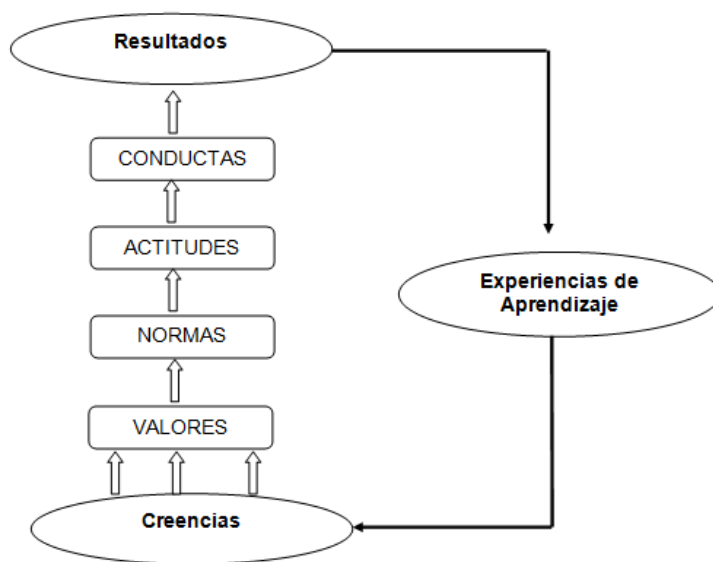 Resultados
CONDUCTAS
ACTITUDES
Experiencias de
Aprendizaje
NORMAS
VALORES
Creencias